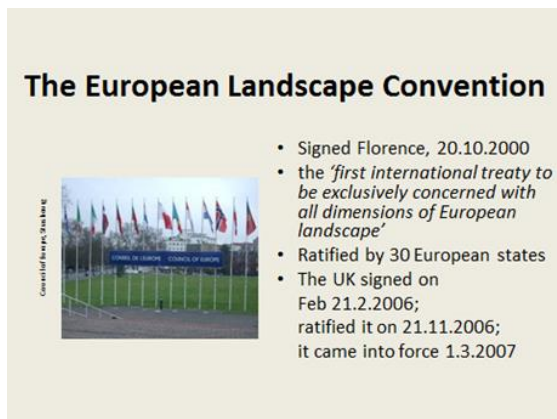 The European Landscape Convention
• Signed Florence, 20.10.2000
• the ‘first international treaty to
be exclusively concerned with
all dimensions of European
landscape’
• Ratified by 30 European states
• The UK signed on
Feb 21.2.2006;
ratified it on 21.11.2006;
it came into force 1.3.2007
Council of Europe, Strasbourg
CONSEIL DE L'EUROPE COUNCIL OF EUROPE